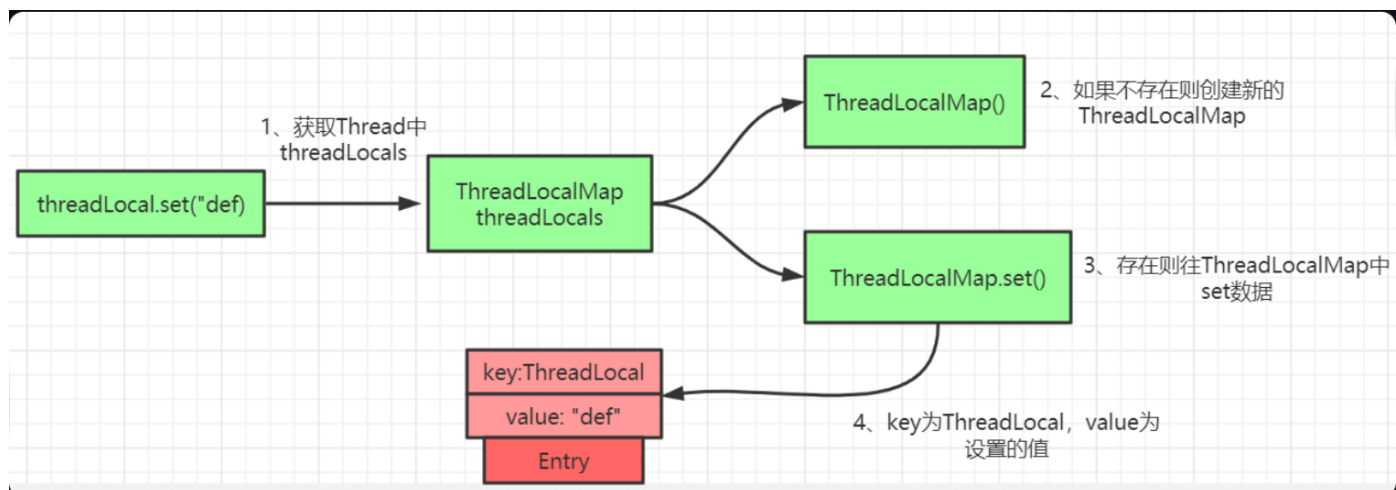 1、获取Thread中
threadLocals
threadLocal.set("def)
ThreadLocalMap
threadLocals
ThreadLocalMap()
2、如果不存在则创建新的
ThreadLocalMap
ThreadLocalMap.set()
3、存在则往ThreadLocalMap中
set数据
key:ThreadLocal
value: "def"
Entry
4、key为ThreadLocal，value为
设置的值